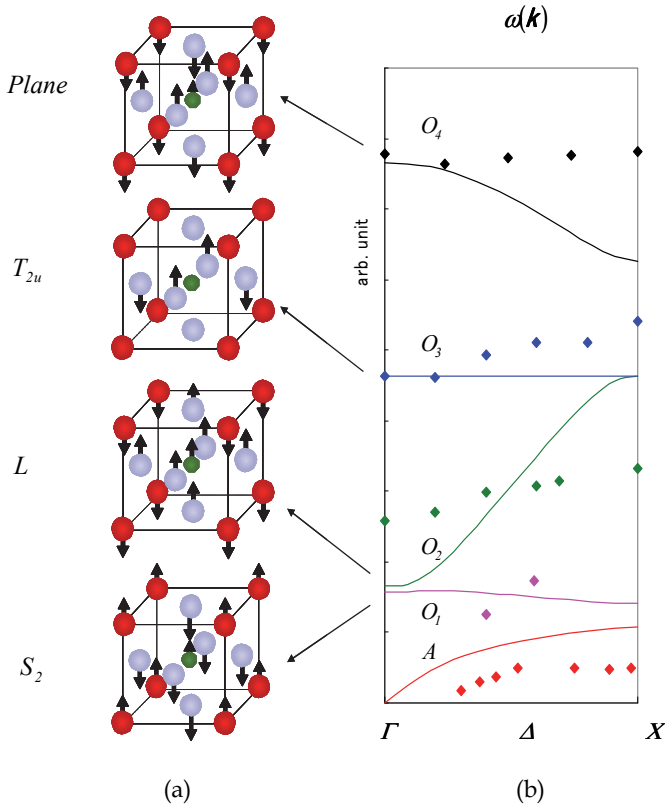 ω(k)
Plane
T2u
L
S2
arb. unit
O4
O3
O2
O1
A
Γ Δ X
(a) (b)